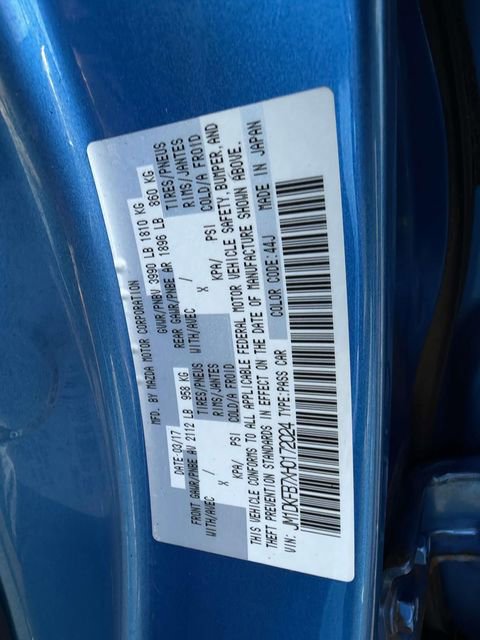 MFD. BY MAZDA MOTOR CORPORATION
DATE:03/17 GVWR/PNBV 3990 LB 1810 KG
FRONT GAWR/PNBE AV 2112 LB 958 KG REAR GAWR/PNBE AR 1896 LB 860 KG
WITH/AVEC / TIRES/PNEUS WITH/AVEC / TIRES/PNEUS
X RIMS/JANTES X RIMS/JANTES
KPA/ PSI COLD/A FROID KPA/ PSI COLD/A FROID
THIS VEHICLE CONFORMS TO ALL APPLICABLE FEDERAL MOTOR VEHICLE SAFETY, BUMPER, AND
THEFT PREVENTION STANDARDS IN EFFECT ON THE DATE OF MANUFACTURE SHOWN ABOVE.
VIN: JM1DKFB7XH0172024 TYPE:PASS CAR COLOR CODE:44J MADE IN JAPAN